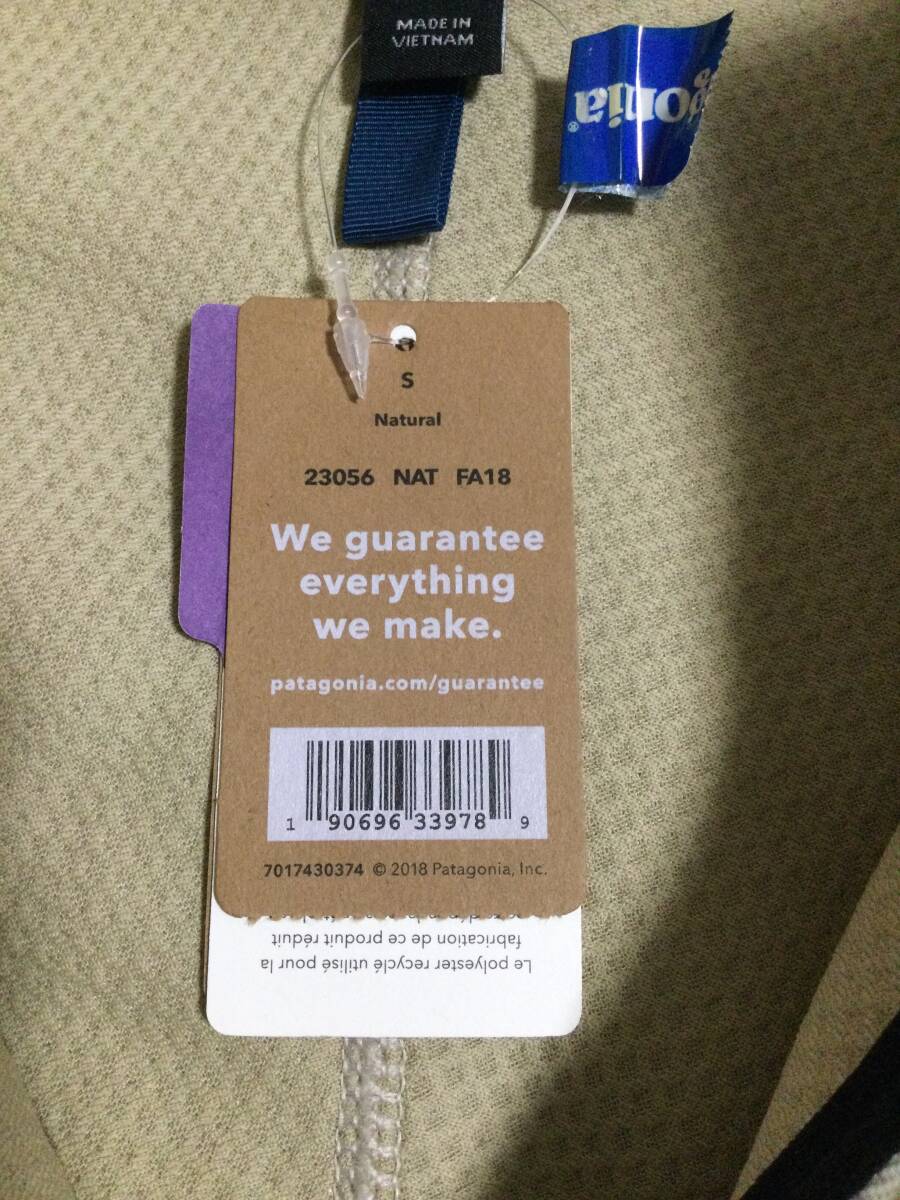 MADE IN
VIETNAM
onia®
S
Natural
23056 NAT FA18
We guarantee
everything
we make.
patagonia.com/guarantee
1 90696 33978 9
7017430374 © 2018 Patagonia, Inc.
fabrication de ce produit réduit
Le polyester recyclé utilisé pour la